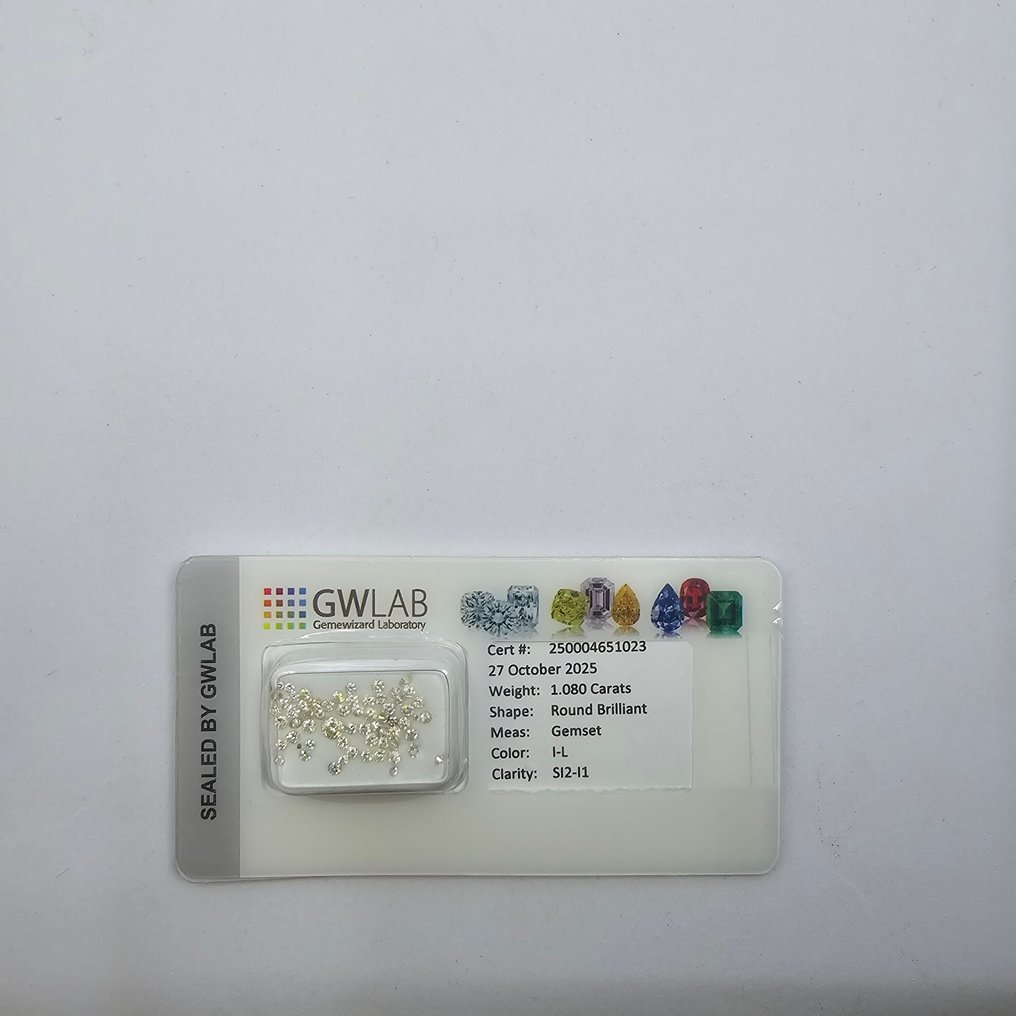 SEALED BY GWLAB
GWLAB
Gemewizard Laboratory
Cert #: 250004651023
27 October 2025
Weight: 1.080 Carats
Shape: Round Brilliant
Meas: Gemset
Color: I-L
Clarity: SI2-I1